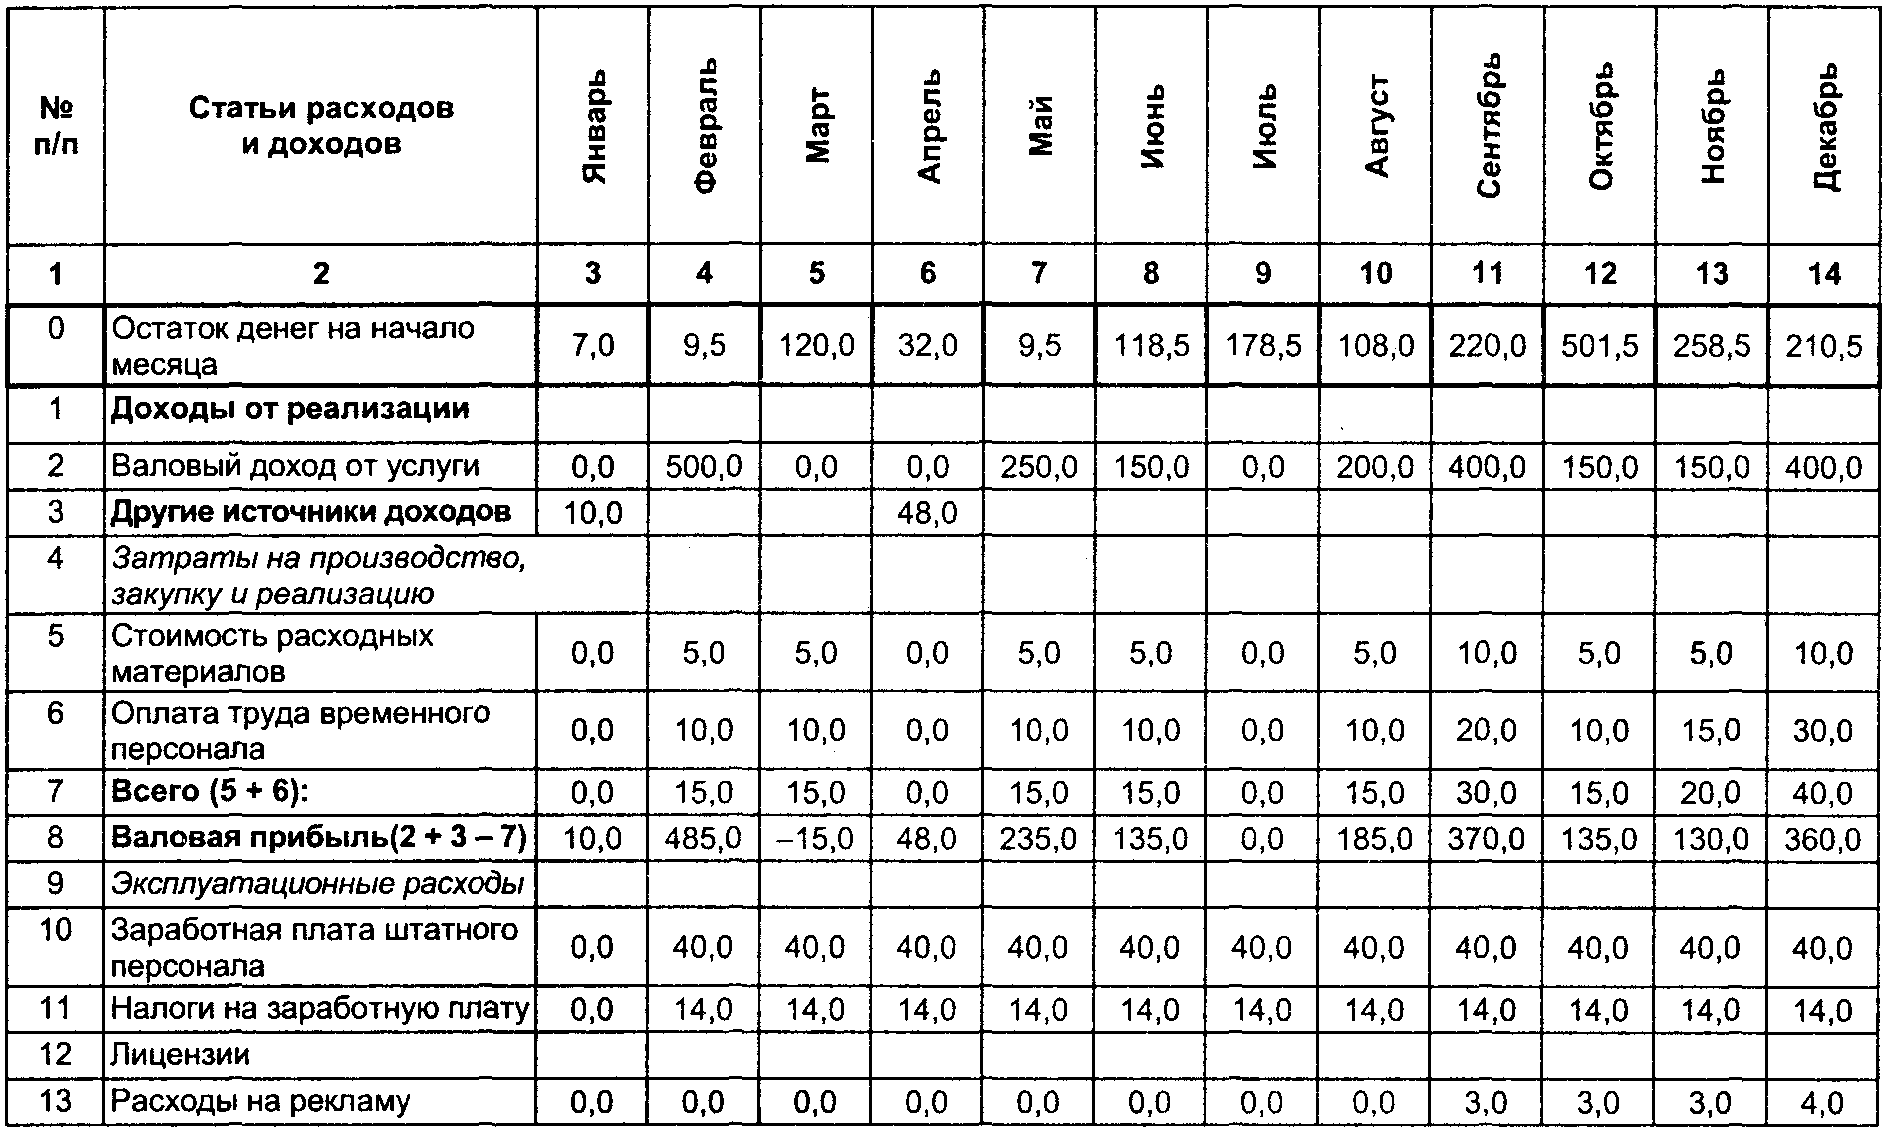 № п/п Статьи расходов и доходов Январь Февраль Март Апрель Май Июнь Июль Август Сентябрь Октябрь Ноябрь Декабрь
1 2 3 4 5 6 7 8 9 10 11 12 13 14
0 Остаток денег на начало месяца 7,0 9,5 120,0 32,0 9,5 118,5 178,5 108,0 220,0 501,5 258,5 210,5
1 Доходы от реализации
2 Валовый доход от услуги 0,0 500,0 0,0 0,0 250,0 150,0 0,0 200,0 400,0 150,0 150,0 400,0
3 Другие источники доходов 10,0 48,0
4 Затраты на производство, закупку и реализацию
5 Стоимость расходных материалов 0,0 5,0 5,0 0,0 5,0 5,0 0,0 5,0 10,0 5,0 5,0 10,0
6 Оплата труда временного персонала 0,0 10,0 10,0 0,0 10,0 10,0 0,0 10,0 20,0 10,0 15,0 30,0
7 Всего (5 + 6): 0,0 15,0 15,0 0,0 15,0 15,0 0,0 15,0 30,0 15,0 20,0 40,0
8 Валовая прибыль(2 + 3 – 7) 10,0 485,0 –15,0 48,0 235,0 135,0 0,0 185,0 370,0 135,0 130,0 360,0
9 Эксплуатационные расходы
10 Заработная плата штатного персонала 0,0 40,0 40,0 40,0 40,0 40,0 40,0 40,0 40,0 40,0 40,0 40,0
11 Налоги на заработную плату 0,0 14,0 14,0 14,0 14,0 14,0 14,0 14,0 14,0 14,0 14,0 14,0
12 Лицензии
13 Расходы на рекламу 0,0 0,0 0,0 0,0 0,0 0,0 0,0 0,0 3,0 3,0 3,0 4,0